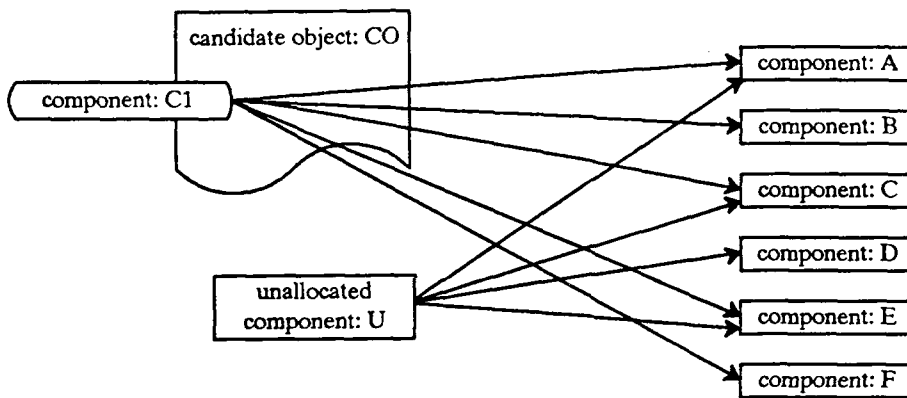 candidate object: CO
component: C1
unallocated
component: U
component: A
component: B
component: C
component: D
component: E
component: F